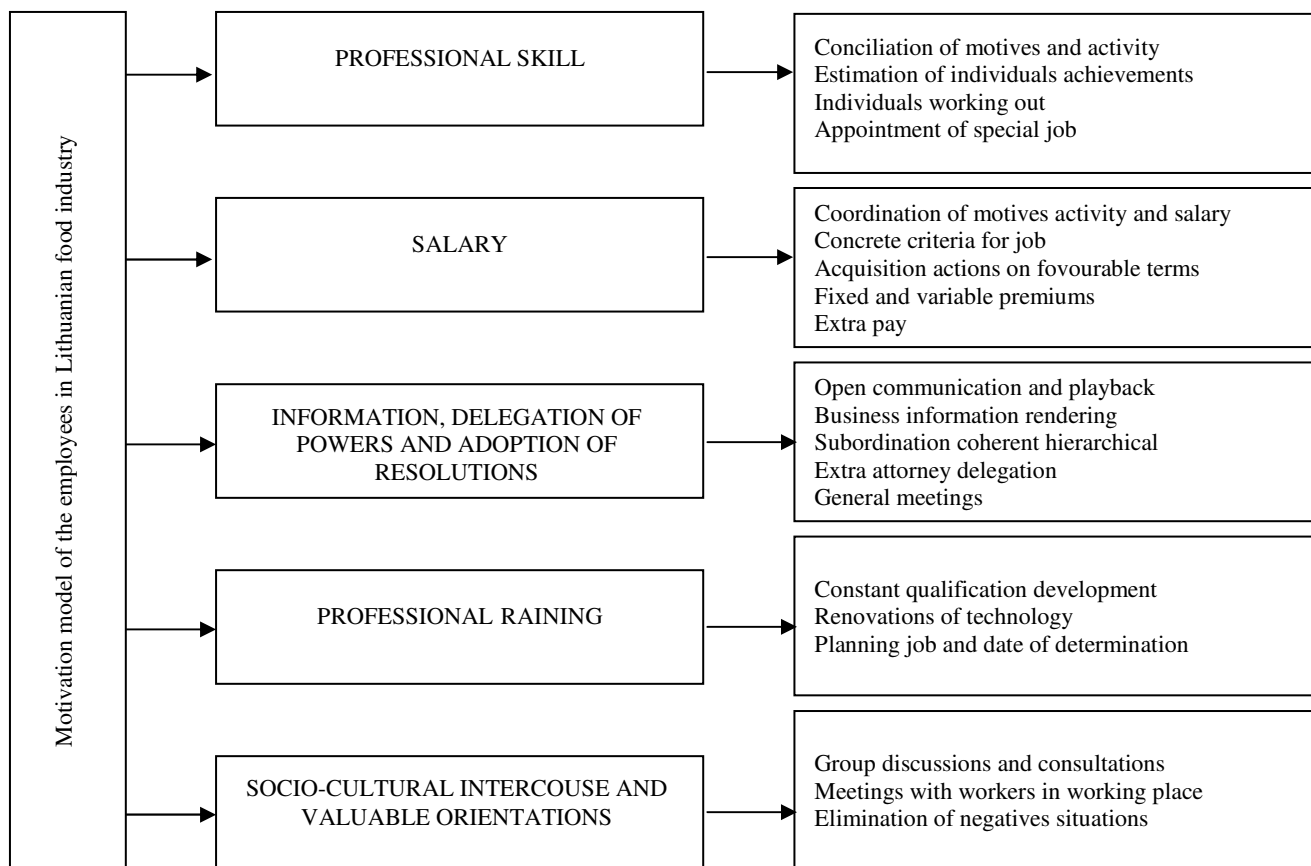 Motivation model of the employees in Lithuanian food industry
PROFESSIONAL SKILL
Conciliation of motives and activity
Estimation of individuals achievements
Individuals working out
Appointment of special job
SALARY
Coordination of motives activity and salary
Concrete criteria for job
Acquisition actions on fovourable terms
Fixed and variable premiums
Extra pay
INFORMATION, DELEGATION OF
POWERS AND ADOPTION OF
RESOLUTIONS
Open communication and playback
Business information rendering
Subordination coherent hierarchical
Extra attorney delegation
General meetings
PROFESSIONAL RAINING
Constant qualification development
Renovations of technology
Planning job and date of determination
SOCIO-CULTURAL INTERCOUSE AND
VALUABLE ORIENTATIONS
Group discussions and consultations
Meetings with workers in working place
Elimination of negatives situations